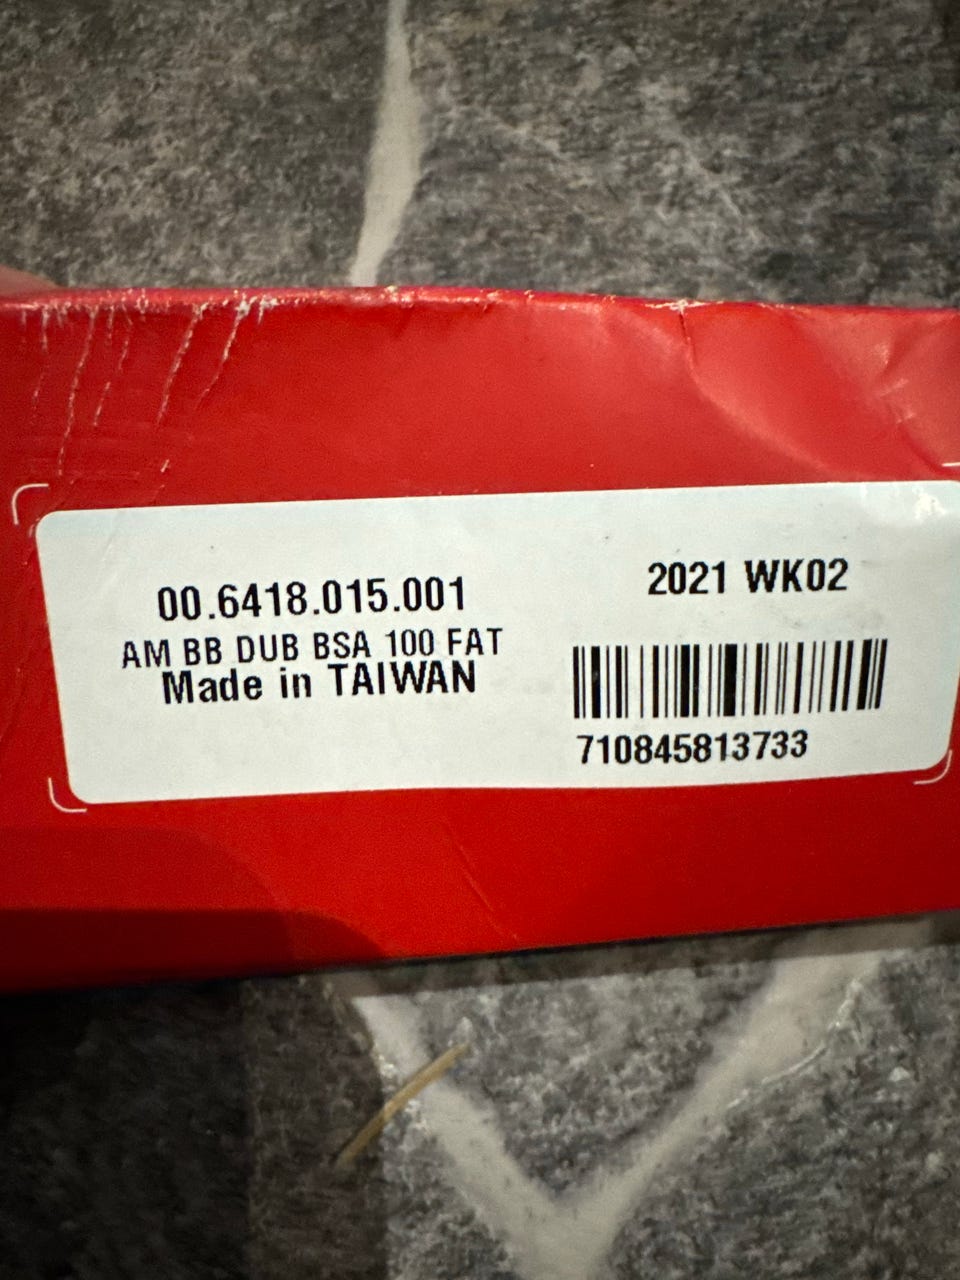 00.6418.015.001
AM BB DUB BSA 100 FAT
Made in TAIWAN
2021 WK02
710845813733